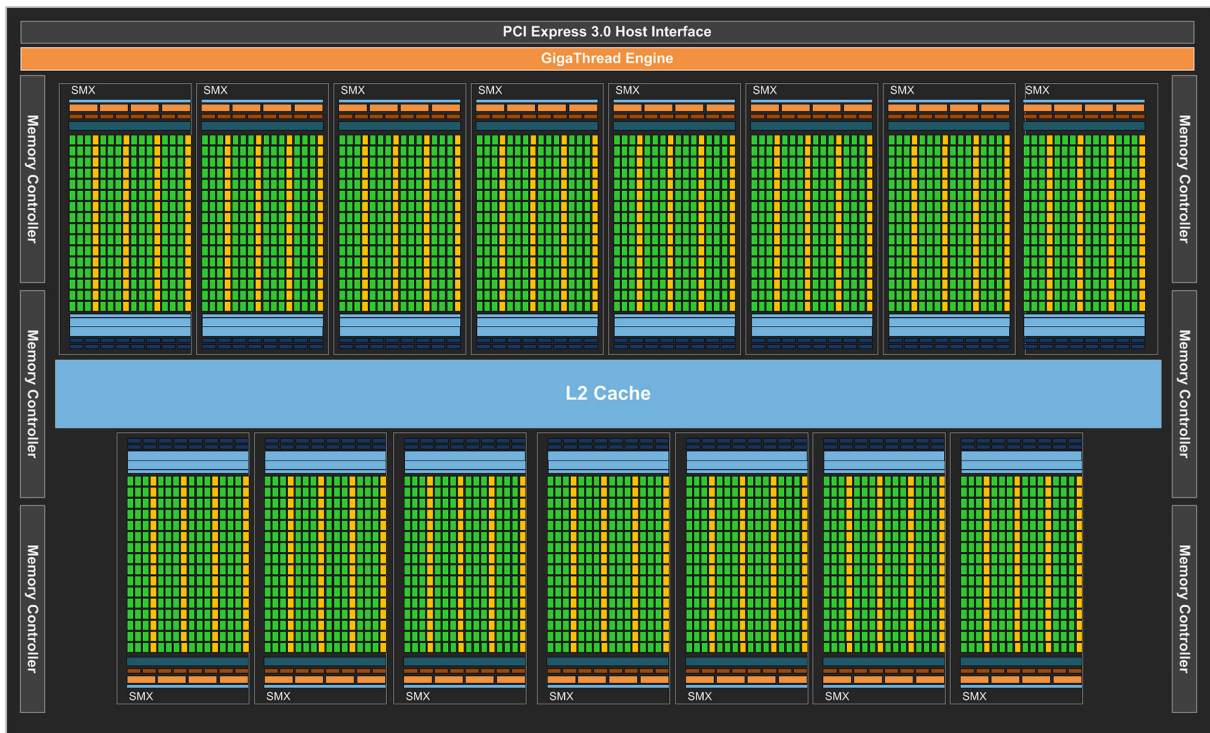 PCI Express 3.0 Host Interface
GigaThread Engine
Memory Controller
Memory Controller
Memory Controller
SMX
SMX
SMX
SMX
SMX
SMX
SMX
SMX
L2 Cache
SMX
SMX
SMX
SMX
SMX
SMX
SMX
Memory Controller
Memory Controller
Memory Controller